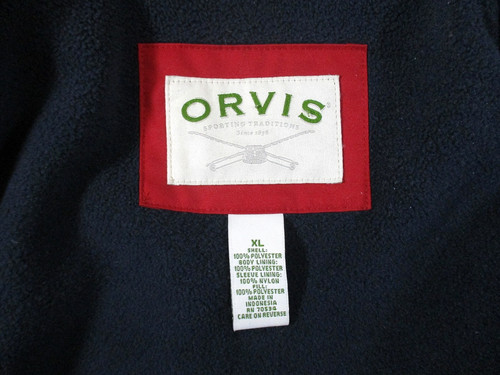 ORVIS
SPORTING TRADITIONS
Since 1856
XL
SHELL:
100% POLYESTER
BODY LINING:
100% POLYESTER
SLEEVE LINING:
100% NYLON
FILL:
100% POLYESTER
MADE IN
INDONESIA
RN 70534
CARE ON REVERSE